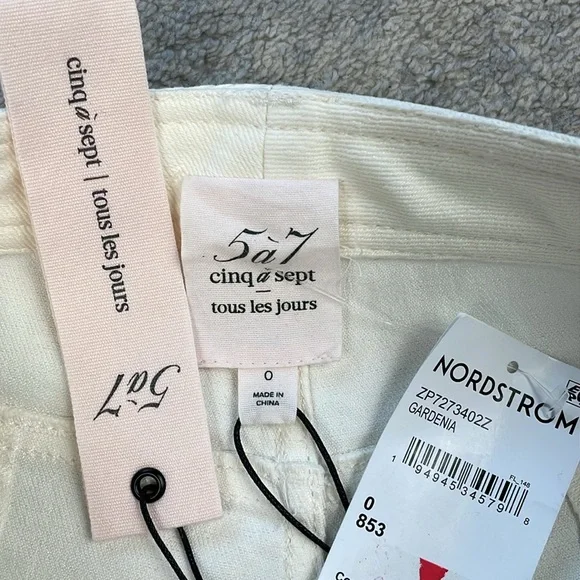 cinq à sept | tous les jours
5à7
5à7
cinq à sept
tous les jours
0
MADE IN
CHINA
NORDSTROM
ZP7273402Z
GARDENIA
FL_148
1 94945 34579 8
0
853